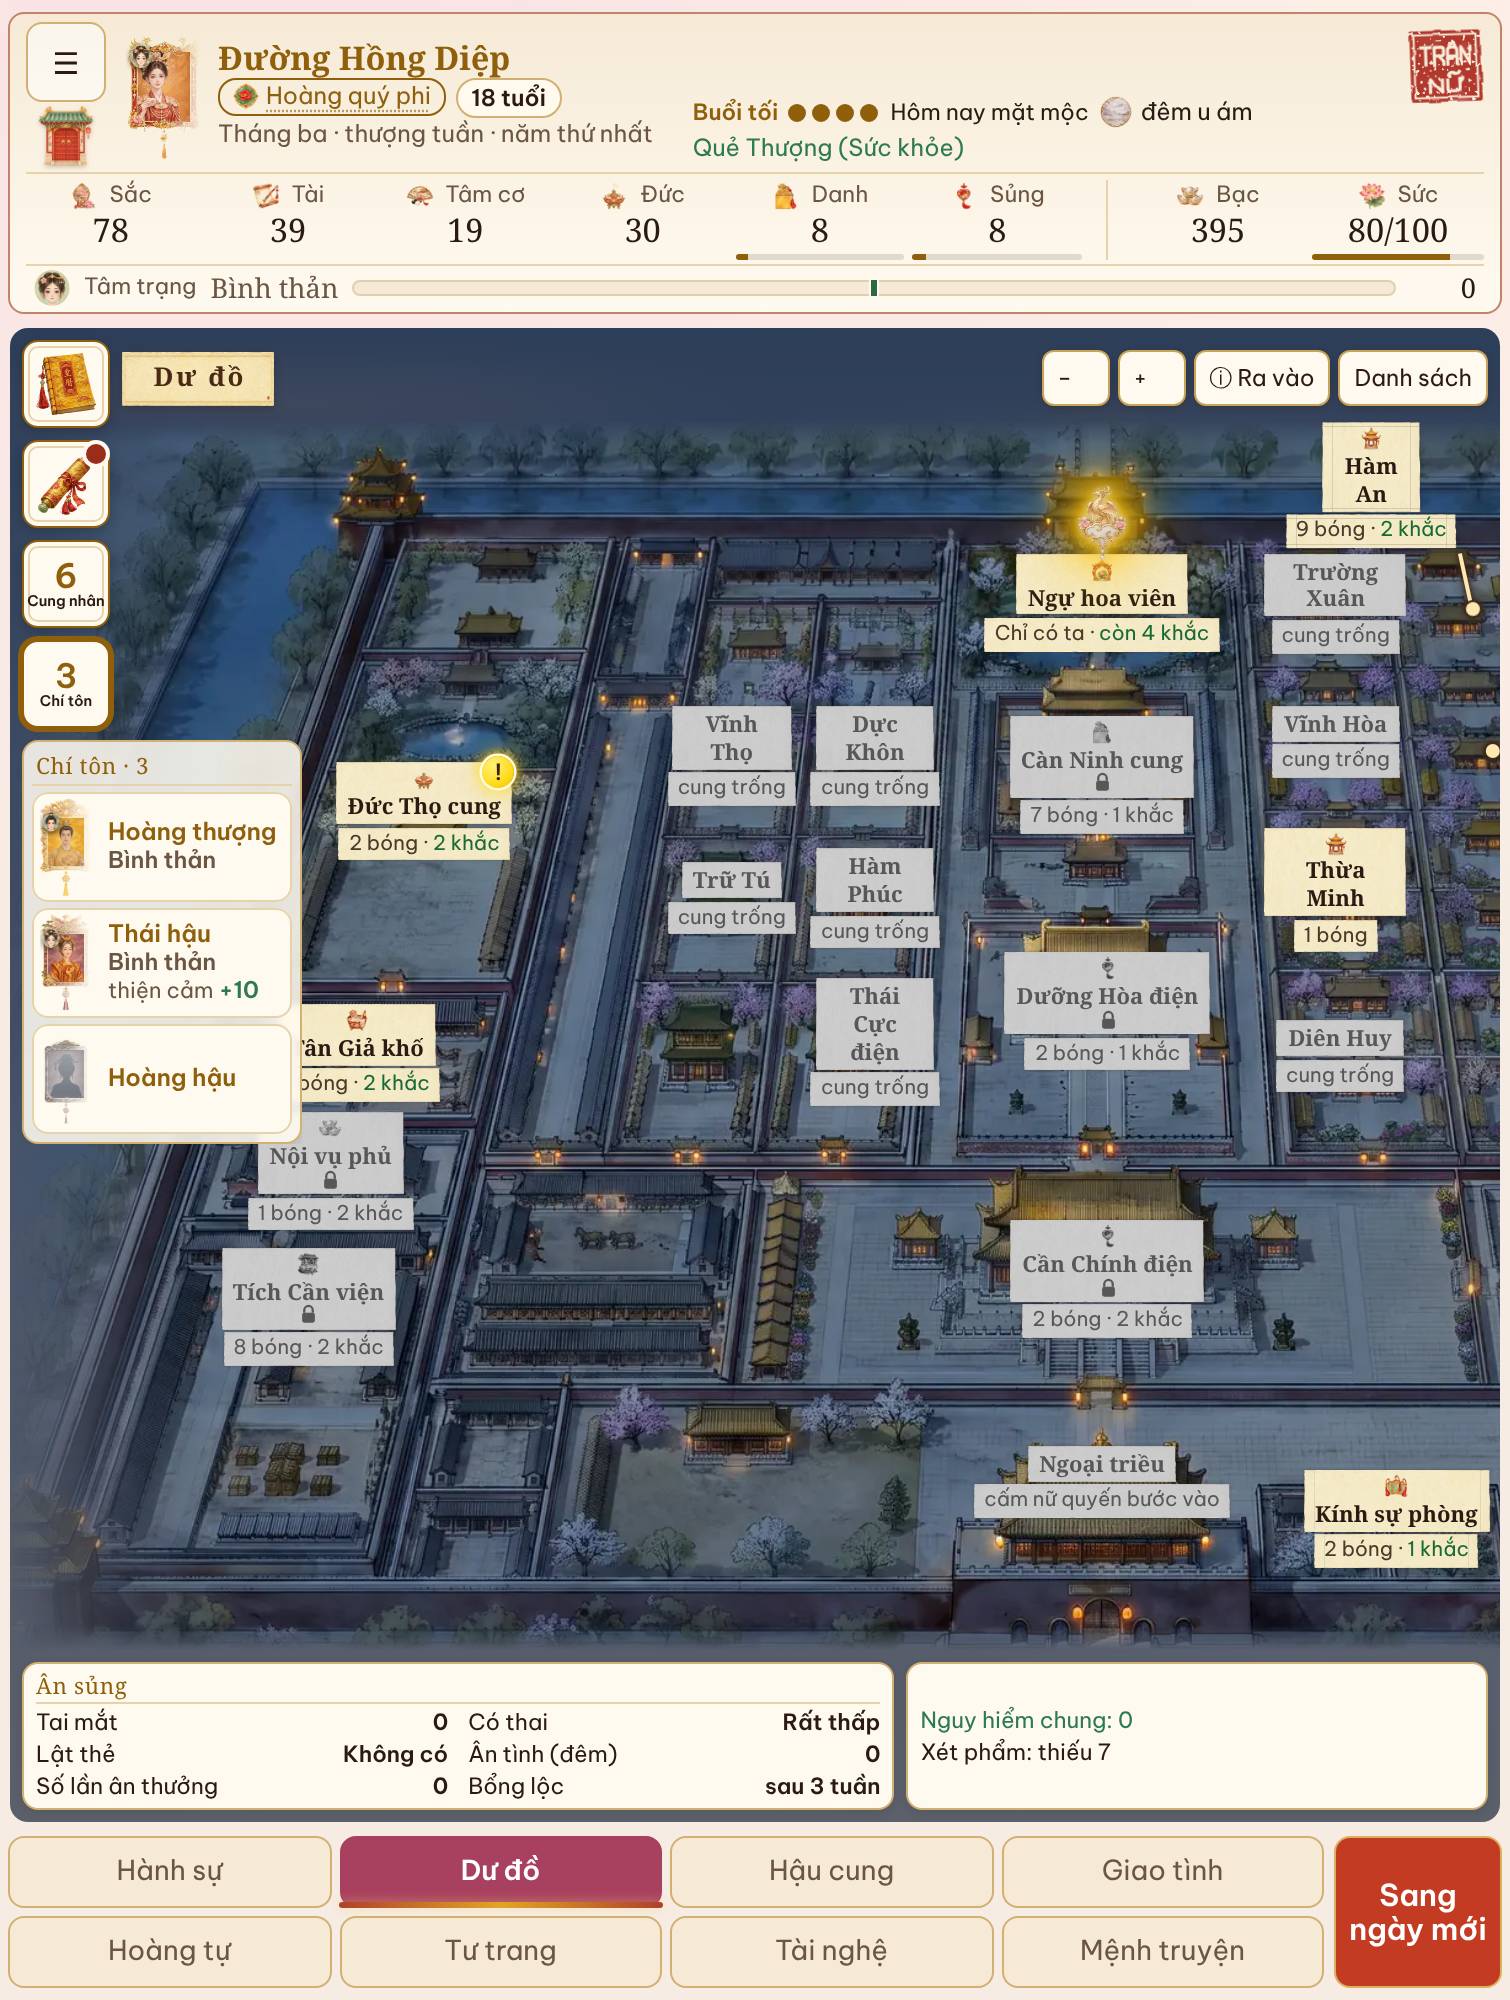 ☰
Đường Hồng Diệp
Hoàng quý phi
18 tuổi
Tháng ba · thượng tuần · năm thứ nhất
Buổi tối
Hôm nay mặt mộc
đêm u ám
Quẻ Thượng (Sức khỏe)
TRÂN
NỮ
Sắc
78
Tài
39
Tâm cơ
19
Đức
30
Danh
8
Sủng
8
Bạc
395
Sức
80/100
Tâm trạng
Bình thản
0
Dư đồ
−
+
ⓘ Ra vào
Danh sách
6
Cung nhân
3
Chí tôn
Chí tôn · 3
Hoàng thượng
Bình thản
Thái hậu
Bình thản
thiện cảm +10
Hoàng hậu
Hàm
An
9 bóng · 2 khắc
Ngự hoa viên
Chỉ có ta · còn 4 khắc
Trường
Xuân
cung trống
Vĩnh
Thọ
cung trống
Dực
Khôn
cung trống
Càn Ninh cung
7 bóng · 1 khắc
Vĩnh Hòa
cung trống
!
Đức Thọ cung
2 bóng · 2 khắc
Trữ Tú
cung trống
Hàm
Phúc
cung trống
Thừa
Minh
1 bóng
Thái
Cực
điện
cung trống
Dưỡng Hòa điện
2 bóng · 1 khắc
Diên Huy
cung trống
Giả khố
bóng · 2 khắc
Nội vụ phủ
1 bóng · 2 khắc
Tích Cần viện
8 bóng · 2 khắc
Cần Chính điện
2 bóng · 2 khắc
Ngoại triều
cấm nữ quyến bước vào
Kính sự phòng
2 bóng · 1 khắc
Ân sủng
Tai mắt 0
Có thai Rất thấp
Lật thẻ Không có
Ân tình (đêm) 0
Số lần ân thưởng 0
Bổng lộc sau 3 tuần
Nguy hiểm chung: 0
Xét phẩm: thiếu 7
Hành sự
Dư đồ
Hậu cung
Giao tình
Hoàng tự
Tư trang
Tài nghệ
Mệnh truyện
Sang
ngày mới